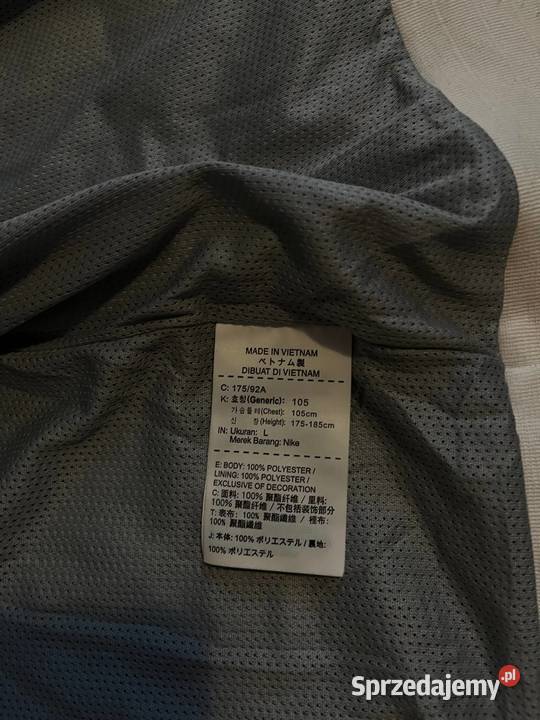 MADE IN VIETNAM
ベトナム製
DIBUAT DI VIETNAM
C: 175/92A
K: 호칭(Generic): 105
가슴둘레(Chest): 105cm
신 장(Height): 175-185cm
IN: Ukuran: L
Merek Barang: Nike
E: BODY: 100% POLYESTER /
LINING: 100% POLYESTER /
EXCLUSIVE OF DECORATION
C: 面料: 100% 聚酯纤维 / 里料:
100% 聚酯纤维 / 不包括装饰部分
T: 表布: 100% 聚酯纖維 / 裡布:
100% 聚酯纖維
J: 本体: 100% ポリエステル / 裏地:
100% ポリエステル
Sprzedajemy.pl